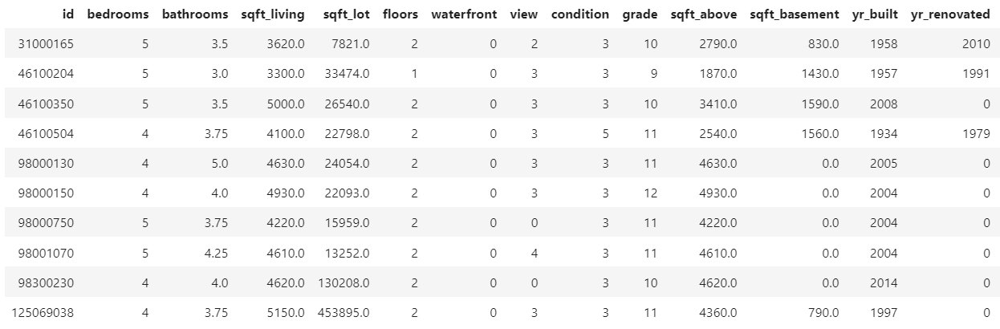 id bedrooms bathrooms sqft_living sqft_lot floors waterfront view condition grade sqft_above sqft_basement yr_built yr_renovated
31000165 5 3.5 3620.0 7821.0 2 0 2 3 10 2790.0 830.0 1958 2010
46100204 5 3.0 3300.0 33474.0 1 0 3 3 9 1870.0 1430.0 1957 1991
46100350 5 3.5 5000.0 26540.0 2 0 3 3 10 3410.0 1590.0 2008 0
46100504 4 3.75 4100.0 22798.0 2 0 3 5 11 2540.0 1560.0 1934 1979
98000130 4 5.0 4630.0 24054.0 2 0 3 3 11 4630.0 0.0 2005 0
98000150 4 4.0 4930.0 22093.0 2 0 3 3 12 4930.0 0.0 2004 0
98000750 5 3.75 4220.0 15959.0 2 0 0 3 11 4220.0 0.0 2004 0
98001070 5 4.25 4610.0 13252.0 2 0 4 3 11 4610.0 0.0 2004 0
98300230 4 4.0 4620.0 130208.0 2 0 0 3 10 4620.0 0.0 2014 0
125069038 4 3.75 5150.0 453895.0 2 0 3 3 11 4360.0 790.0 1997 0